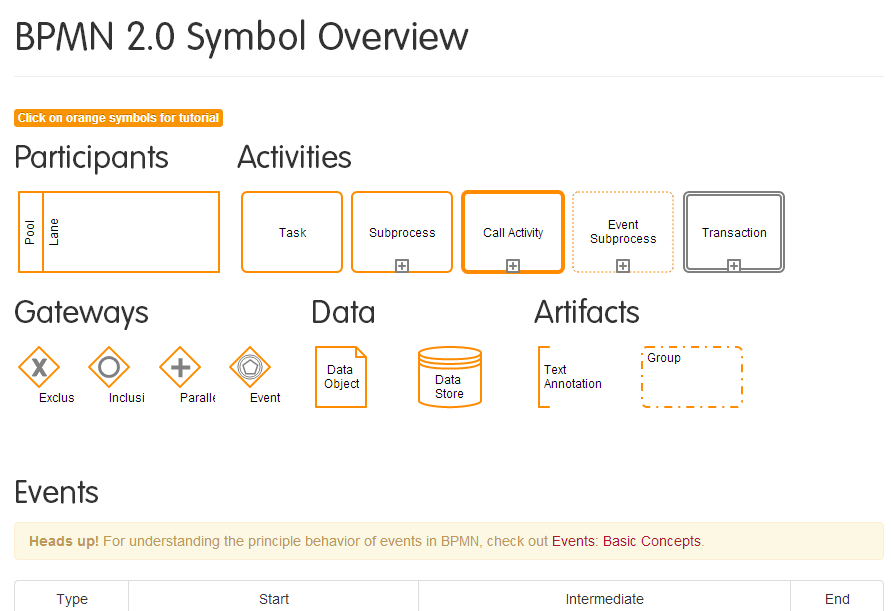 BPMN 2.0 Symbol Overview
Click on orange symbols for tutorial
Participants
Activities
Pool
Lane
Task
Subprocess
Call Activity
Event
Subprocess
Transaction
Gateways
Data
Artifacts
X
Exclus
Inclusi
Paralle
Event
Data
Object
Data
Store
Text
Annotation
Group
Events
Heads up! For understanding the principle behavior of events in BPMN, check out Events: Basic Concepts.
Type
Start
Intermediate
End